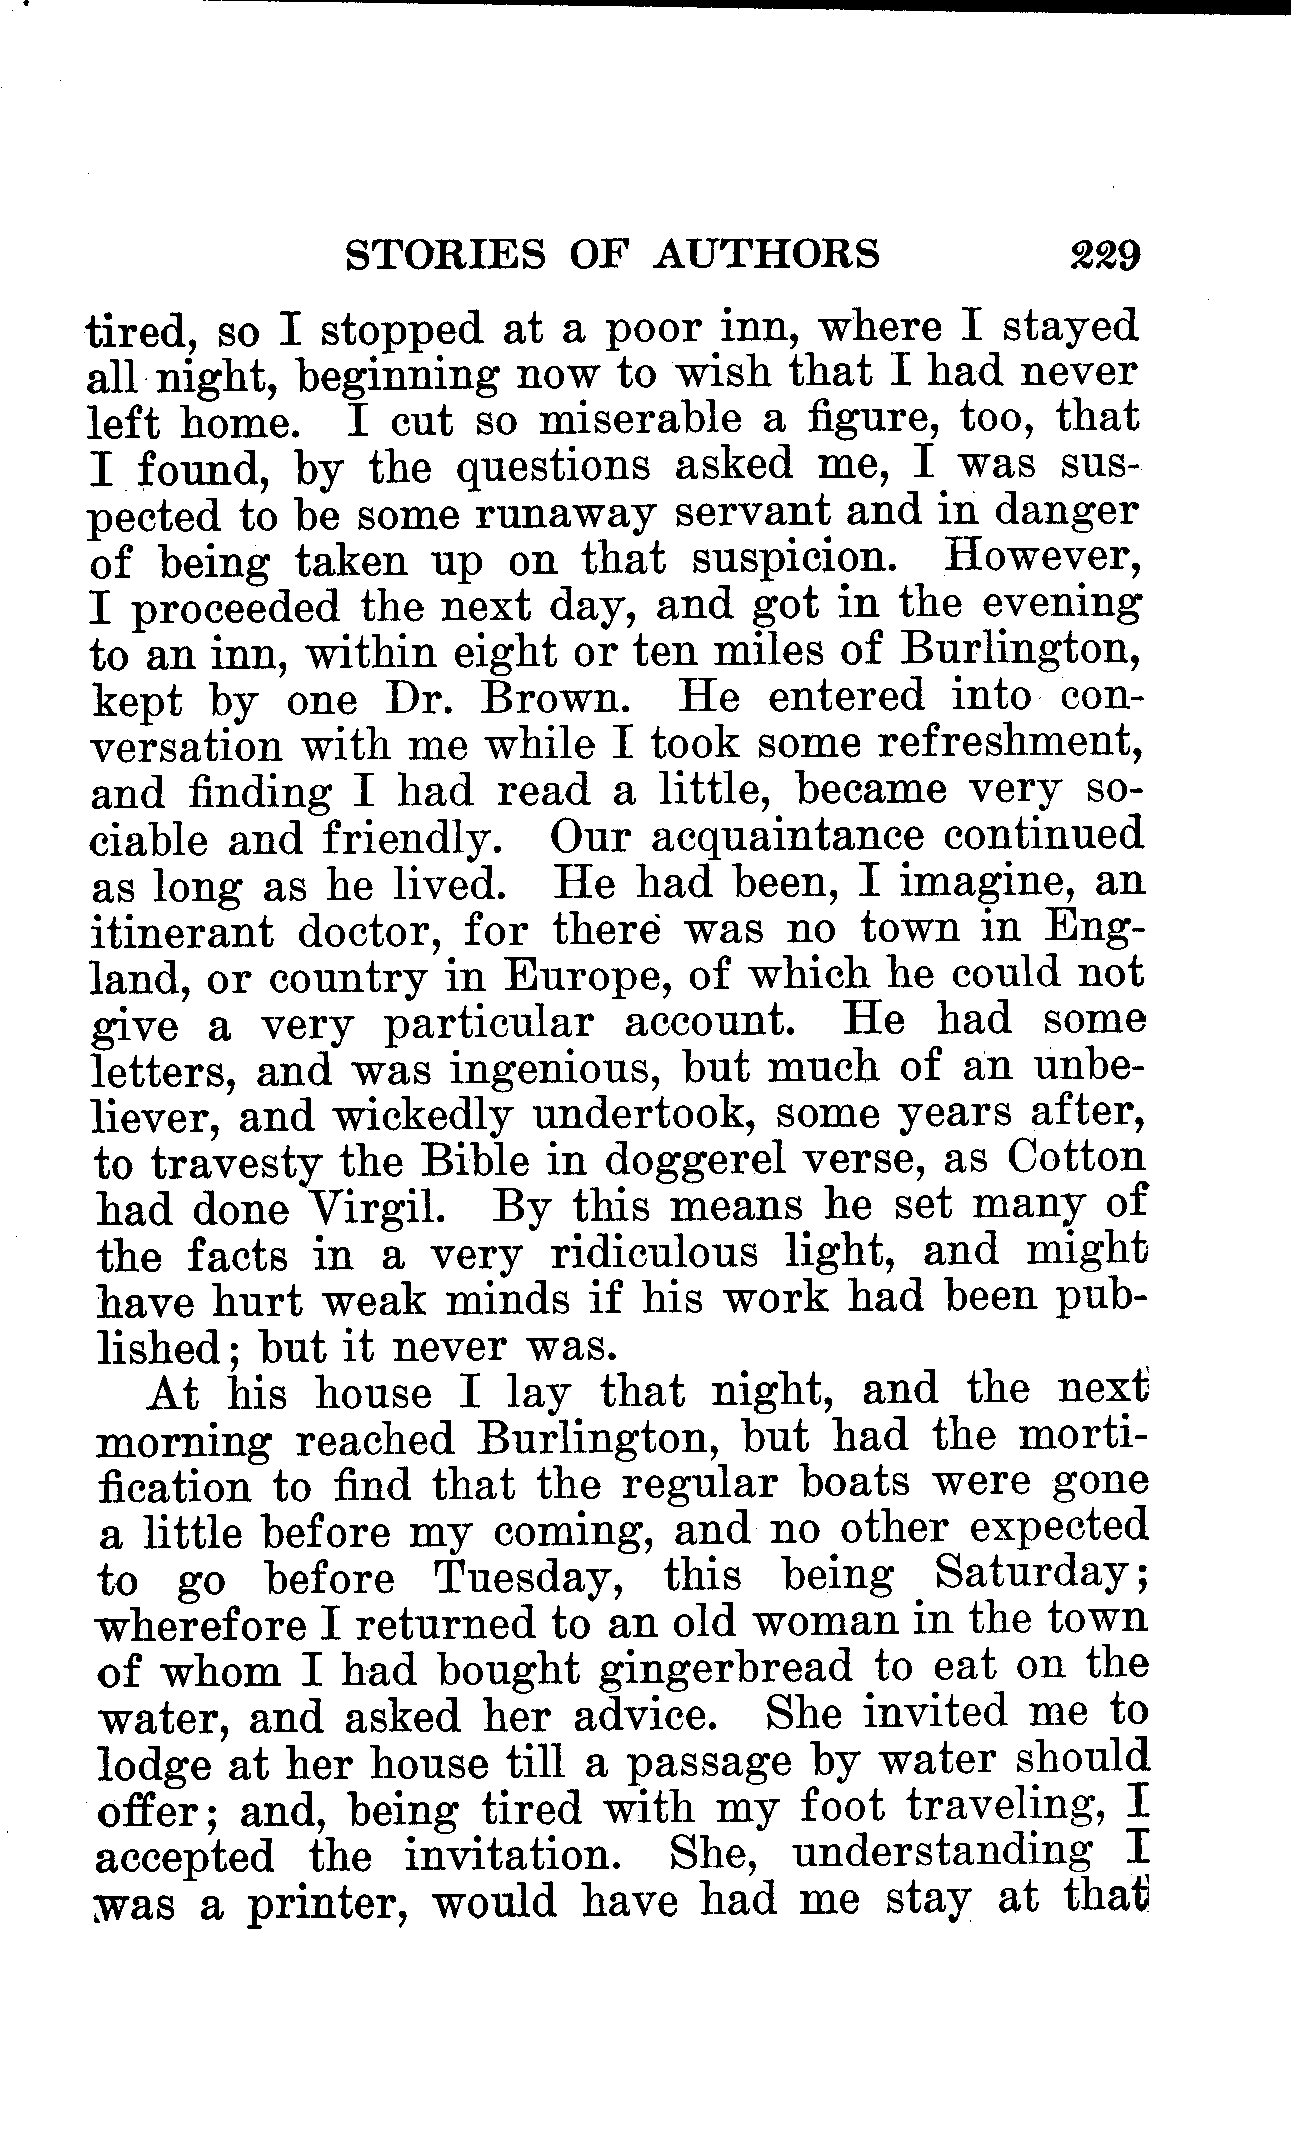 STORIES OF AUTHORS 229
tired, so I stopped at a poor inn, where I stayed
all night, beginning now to wish that I had never
left home. I cut so miserable a figure, too, that
I found, by the questions asked me, I was sus-
pected to be some runaway servant and in danger
of being taken up on that suspicion. However,
I proceeded the next day, and got in the evening
to an inn, within eight or ten miles of Burlington,
kept by one Dr. Brown. He entered into con-
versation with me while I took some refreshment,
and finding I had read a little, became very so-
ciable and friendly. Our acquaintance continued
as long as he lived. He had been, I imagine, an
itinerant doctor, for there was no town in Eng-
land, or country in Europe, of which he could not
give a very particular account. He had some
letters, and was ingenious, but much of an unbe-
liever, and wickedly undertook, some years after,
to travesty the Bible in doggerel verse, as Cotton
had done Virgil. By this means he set many of
the facts in a very ridiculous light, and might
have hurt weak minds if his work had been pub-
lished; but it never was.
At his house I lay that night, and the next
morning reached Burlington, but had the morti-
fication to find that the regular boats were gone
a little before my coming, and no other expected
to go before Tuesday, this being Saturday;
wherefore I returned to an old woman in the town
of whom I had bought gingerbread to eat on the
water, and asked her advice. She invited me to
lodge at her house till a passage by water should
offer; and, being tired with my foot traveling, I
accepted the invitation. She, understanding I
was a printer, would have had me stay at that